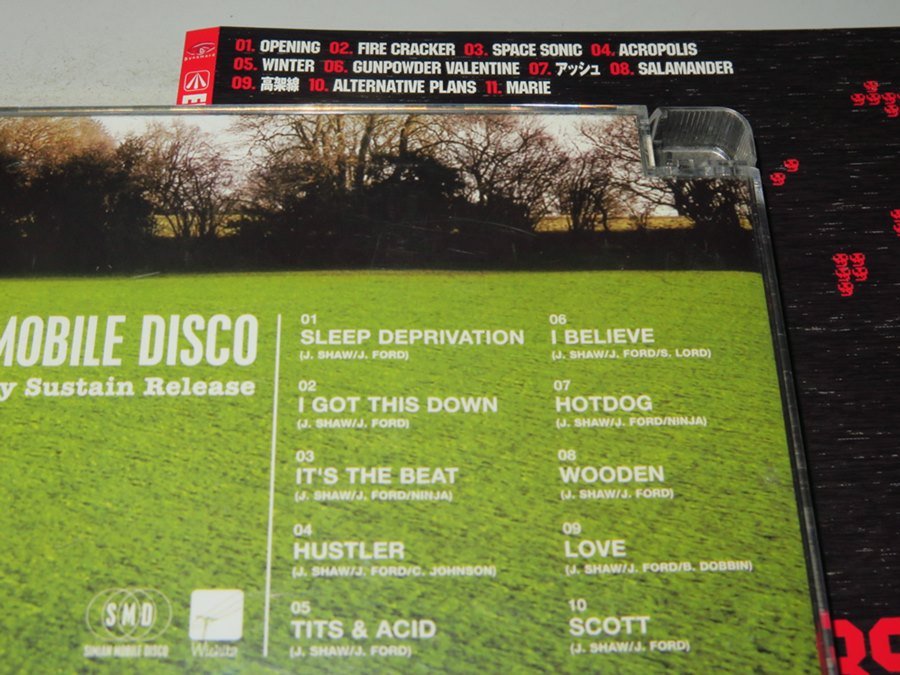 01. OPENING 02. FIRE CRACKER 03. SPACE SONIC 04. ACROPOLIS
05. WINTER 06. GUNPOWDER VALENTINE 07. アッシュ 08. SALAMANDER
09. 高架線 10. ALTERNATIVE PLANS 11. MARIE
MOBILE DISCO
y Sustain Release
01
SLEEP DEPRIVATION
(J. SHAW/J. FORD)
02
I GOT THIS DOWN
(J. SHAW/J. FORD)
03
IT'S THE BEAT
(J. SHAW/J. FORD/NINJA)
04
HUSTLER
(J. SHAW/J. FORD/C. JOHNSON)
05
TITS & ACID
(J. SHAW/J. FORD)
06
I BELIEVE
(J. SHAW/J. FORD/S. LORD)
07
HOTDOG
(J. SHAW/J. FORD/NINJA)
08
WOODEN
(J. SHAW/J. FORD)
09
LOVE
(J. SHAW/J. FORD/B. DOBBIN)
10
SCOTT
(J. SHAW/J. FORD)
SMD
SIMIAN MOBILE DISCO
Wichita